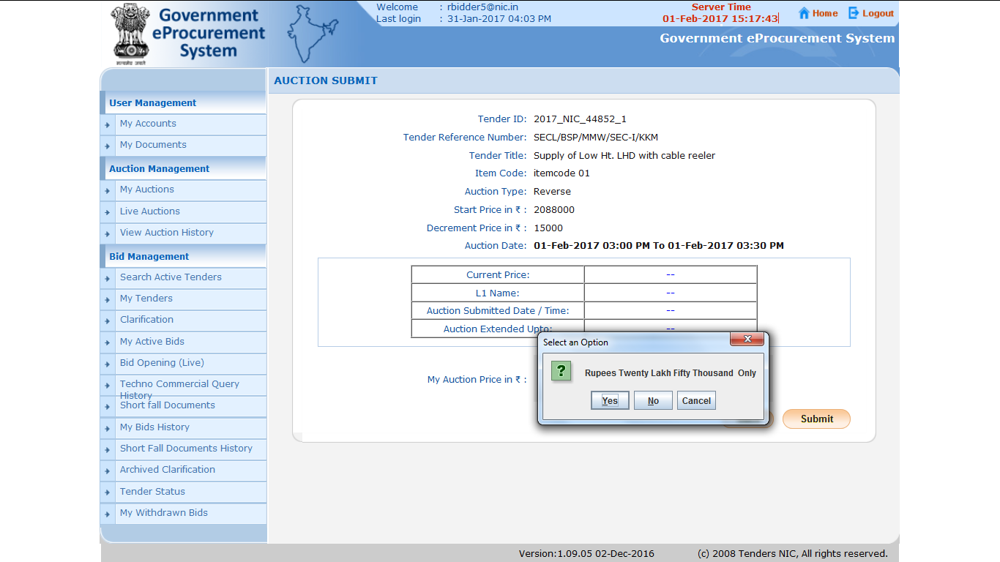 Government
eProcurement
System
Welcome : rbidder5@nic.in
Last login : 31-Jan-2017 04:03 PM
Server Time
01-Feb-2017 15:17:43
Home
Logout
Government eProcurement System
User Management
My Accounts
My Documents
Auction Management
My Auctions
Live Auctions
View Auction History
Bid Management
Search Active Tenders
My Tenders
Clarification
My Active Bids
Bid Opening (Live)
Techno Commercial Query
History
Short fall Documents
My Bids History
Short Fall Documents History
Archived Clarification
Tender Status
My Withdrawn Bids
AUCTION SUBMIT
Tender ID: 2017_NIC_44852_1
Tender Reference Number: SECL/BSP/MMW/SEC-I/KKM
Tender Title: Supply of Low Ht. LHD with cable reeler
Item Code: itemcode 01
Auction Type: Reverse
Start Price in ₹ : 2088000
Decrement Price in ₹ : 15000
Auction Date: 01-Feb-2017 03:00 PM To 01-Feb-2017 03:30 PM
Current Price: --
L1 Name: --
Auction Submitted Date / Time: --
Auction Extended Upto: --
My Auction Price in ₹ :
Select an Option
? Rupees Twenty Lakh Fifty Thousand Only
Yes No Cancel
Submit
Version:1.09.05 02-Dec-2016 (c) 2008 Tenders NIC, All rights reserved.